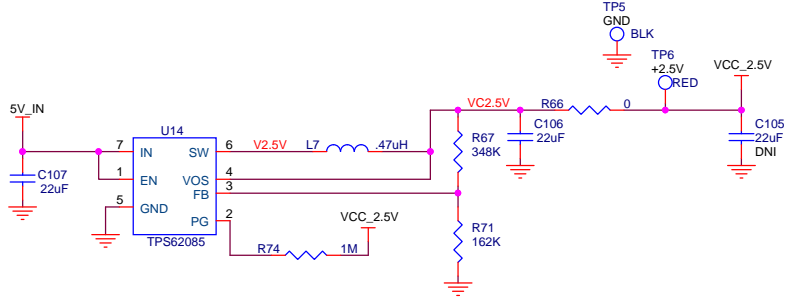 TP5
GND
BLK
TP6
+2.5V
RED
VCC_2.5V
5V_IN
U14
VC2.5V
R66
0
7
IN
SW
6
V2.5V
L7
.47uH
R67
348K
C106
22uF
C105
22uF
DNI
C107
22uF
1
EN
VOS
4
FB
3
5
GND
PG
2
VCC_2.5V
R71
162K
TPS62085
R74
1M